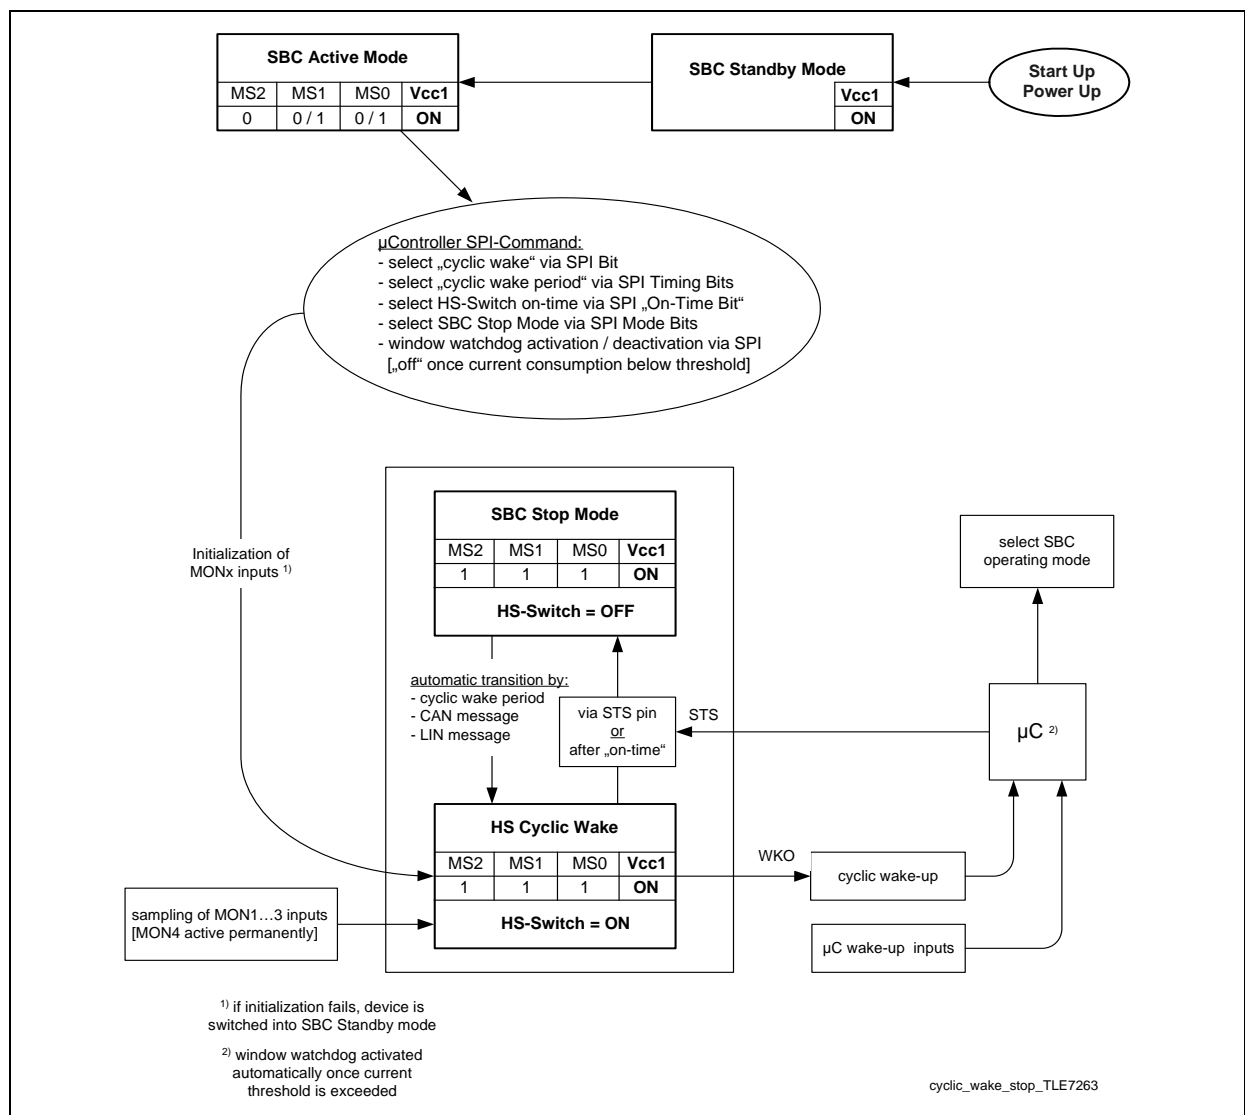 SBC Active Mode
MS2 MS1 MS0 Vcc1
0 0 / 1 0 / 1 ON
SBC Standby Mode
Vcc1
ON
Start Up
Power Up
µController SPI-Command:
- select „cyclic wake“ via SPI Bit
- select „cyclic wake period“ via SPI Timing Bits
- select HS-Switch on-time via SPI „On-Time Bit“
- select SBC Stop Mode via SPI Mode Bits
- window watchdog activation / deactivation via SPI
[„off“ once current consumption below threshold]
Initialization of
MONx inputs 1)
SBC Stop Mode
MS2 MS1 MS0 Vcc1
1 1 1 ON
HS-Switch = OFF
automatic transition by:
- cyclic wake period
- CAN message
- LIN message
via STS pin
or
after „on-time“
STS
select SBC
operating mode
µC 2)
HS Cyclic Wake
MS2 MS1 MS0 Vcc1
1 1 1 ON
HS-Switch = ON
WKO
cyclic wake-up
µC wake-up inputs
sampling of MON1…3 inputs
[MON4 active permanently]
1) if initialization fails, device is
switched into SBC Standby mode
2) window watchdog activated
automatically once current
threshold is exceeded
cyclic_wake_stop_TLE7263